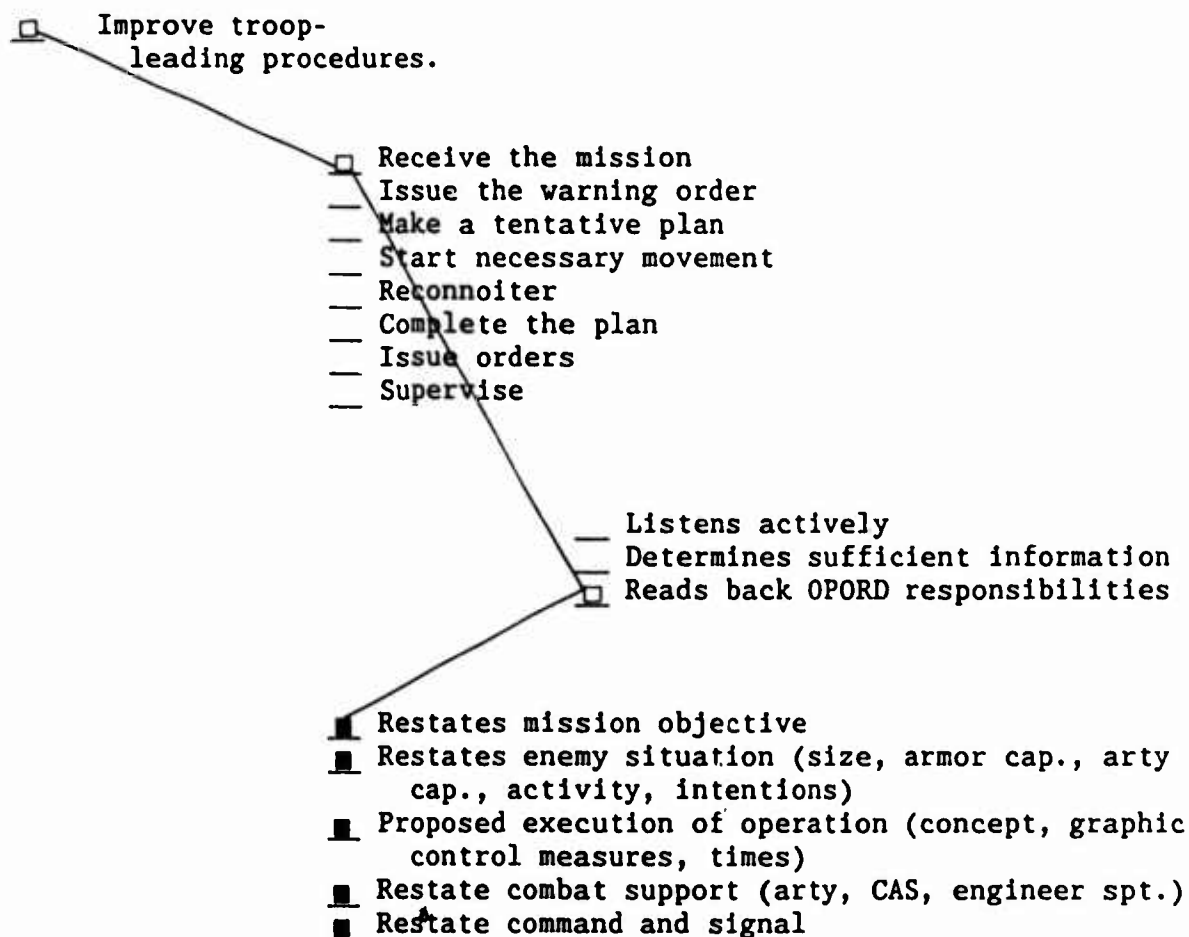 Improve troop-
leading procedures.
Receive the mission
Issue the warning order
Make a tentative plan
Start necessary movement
Reconnoiter
Complete the plan
Issue orders
Supervise
Listens actively
Determines sufficient information
Reads back OPORD responsibilities
Restates mission objective
Restates enemy situation (size, armor cap., arty
cap., activity, intentions)
Proposed execution of operation (concept, graphic
control measures, times)
Restate combat support (arty, CAS, engineer spt.)
Restate command and signal